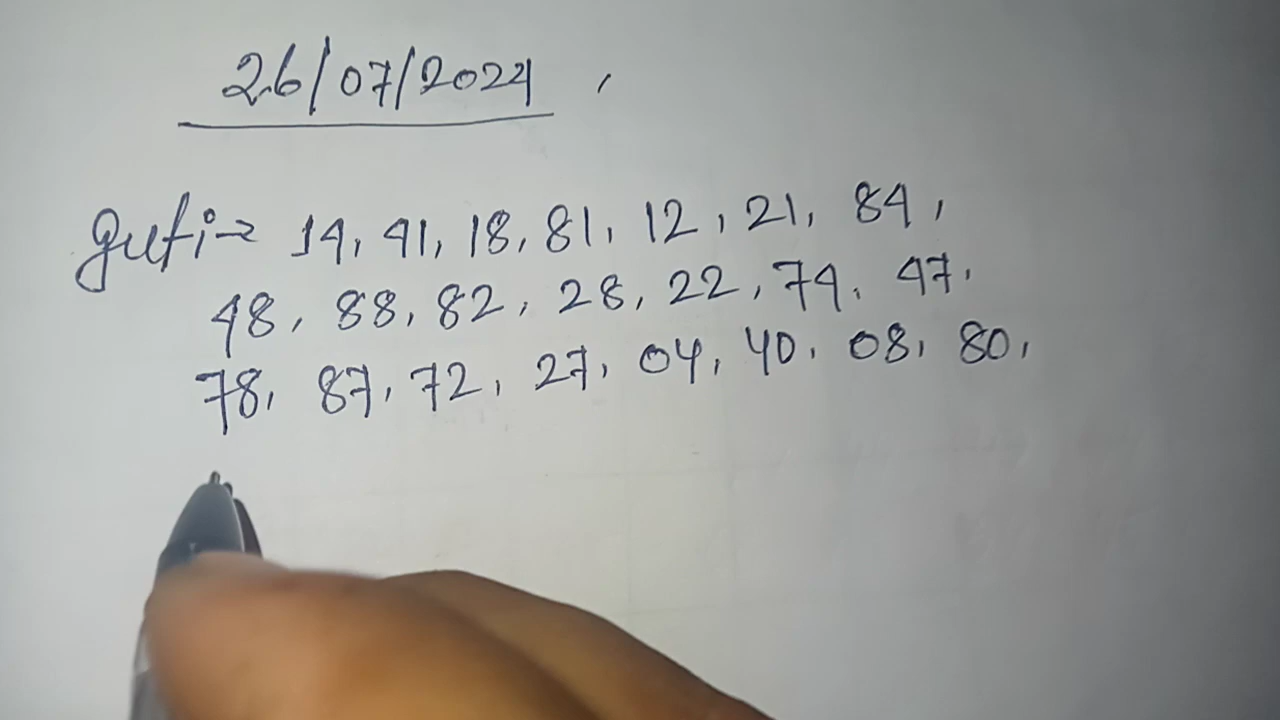 26/07/2024,
Guti→ 14, 41, 18, 81, 12, 21, 84,
48, 88, 82, 28, 22, 74, 47,
78, 87, 72, 27, 04, 40, 08, 80,